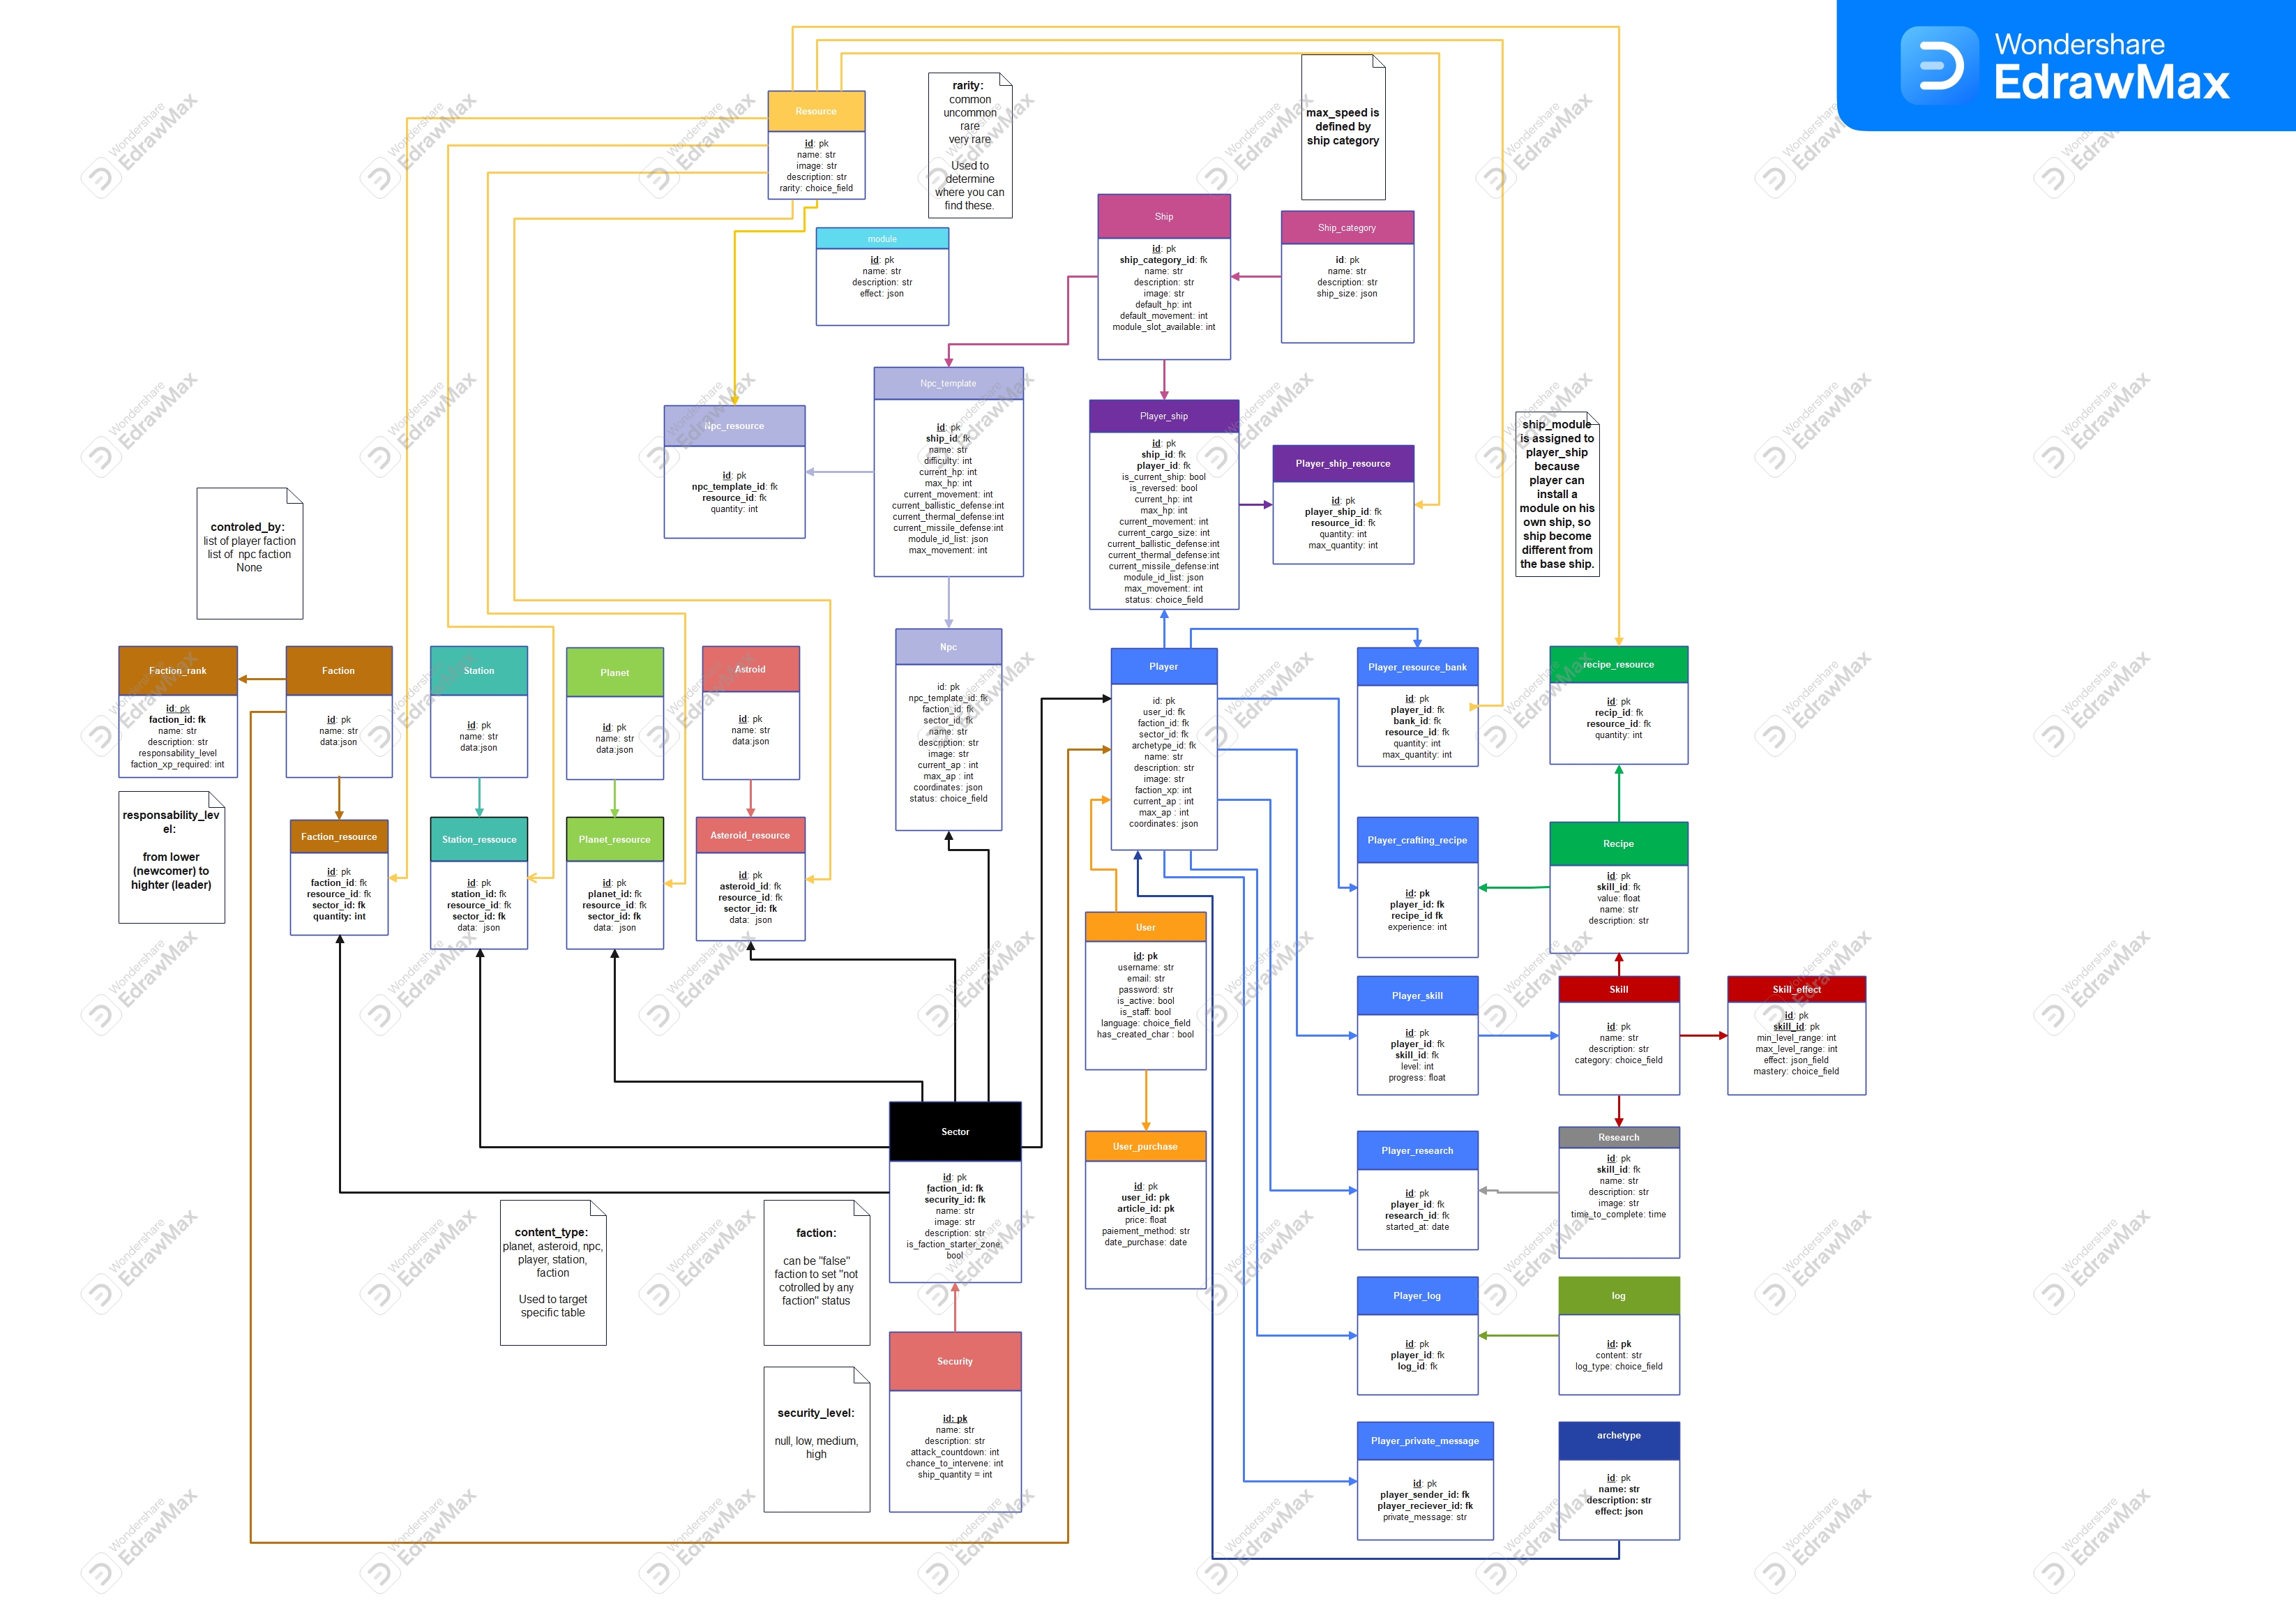 Wondershare
EdrawMax
Resource
id: pk
name: str
image: str
description: str
rarity: choice_field
rarity:
common
uncommon
rare
very rare
Used to
determine
where you can
find these.
max_speed is
defined by
ship category
module
id: pk
name: str
description: str
effect: json
Ship
id: pk
ship_category_id: fk
name: str
description: str
image: str
default_hp: int
default_movement: int
module_slot_available: int
Ship_category
id: pk
name: str
description: str
ship_size: json
Npc_resource
id: pk
npc_template_id: fk
resource_id: fk
quantity: int
Npc_template
id: pk
ship_id: fk
name: str
difficulty: int
current_hp: int
max_hp: int
current_movement: int
current_ballistic_defense:int
current_thermal_defense:int
current_missile_defense:int
module_id_list: json
max_movement: int
Player_ship
id: pk
ship_id: fk
player_id: fk
is_current_ship: bool
is_reversed: bool
current_hp: int
max_hp: int
current_movement: int
current_cargo_size: int
current_ballistic_defense:int
current_thermal_defense:int
current_missile_defense:int
module_id_list: json
max_movement: int
status: choice_field
Player_ship_resource
id: pk
player_ship_id: fk
resource_id: fk
quantity: int
max_quantity: int
ship_module
is assigned to
player_ship
because
player can
install a
module on his
own ship, so
ship become
different from
the base ship.
controled_by:
list of player faction
list of npc faction
None
Faction_rank
id: pk
faction_id: fk
name: str
description: str
responsability_level
faction_xp_required: int
Faction
id: pk
name: str
data:json
Station
id: pk
name: str
data:json
Planet
id: pk
name: str
data:json
Astroid
id: pk
name: str
data:json
Npc
id: pk
npc_template_id: fk
faction_id: fk
sector_id: fk
name: str
description: str
image: str
current_ap : int
max_ap : int
coordinates: json
status: choice_field
Player
id: pk
user_id: fk
faction_id: fk
sector_id: fk
archetype_id: fk
name: str
description: str
image: str
faction_xp: int
current_ap : int
max_ap : int
coordinates: json
Player_resource_bank
id: pk
player_id: fk
bank_id: fk
resource_id: fk
quantity: int
max_quantity: int
recipe_resource
id: pk
recip_id: fk
resource_id: fk
quantity: int
responsability_lev
el:
from lower
(newcomer) to
highter (leader)
Faction_resource
id: pk
faction_id: fk
resource_id: fk
sector_id: fk
quantity: int
Station_ressouce
id: pk
station_id: fk
resource_id: fk
sector_id: fk
data: json
Planet_resource
id: pk
planet_id: fk
resource_id: fk
sector_id: fk
data: json
Asteroid_resource
id: pk
asteroid_id: fk
resource_id: fk
sector_id: fk
data: json
Player_crafting_recipe
id: pk
player_id: fk
recipe_id fk
experience: int
Recipe
id: pk
skill_id: fk
value: float
name: str
description: str
User
id: pk
username: str
email: str
password: str
is_active: bool
is_staff: bool
language: choice_field
has_created_char : bool
Player_skill
id: pk
player_id: fk
skill_id: fk
level: int
progress: float
Skill
id: pk
name: str
description: str
category: choice_field
Skill_effect
id: pk
skill_id: pk
min_level_range: int
max_level_range: int
effect: json_field
mastery: choice_field
Sector
id: pk
faction_id: fk
security_id: fk
name: str
image: str
description: str
is_faction_starter_zone:
bool
User_purchase
id: pk
user_id: pk
article_id: pk
price: float
paiement_method: str
date_purchase: date
Player_research
id: pk
player_id: fk
research_id: fk
started_at: date
Research
id: pk
skill_id: fk
name: str
description: str
image: str
time_to_complete: time
content_type:
planet, asteroid, npc,
player, station,
faction
Used to target
specific table
faction:
can be "false"
faction to set "not
cotrolled by any
faction" status
Player_log
id: pk
player_id: fk
log_id: fk
log
id: pk
content: str
log_type: choice_field
security_level:
null, low, medium,
high
Security
id: pk
name: str
description: str
attack_countdown: int
chance_to_intervene: int
ship_quantity = int
Player_private_message
id: pk
player_sender_id: fk
player_reciever_id: fk
private_message: str
archetype
id: pk
name: str
description: str
effect: json